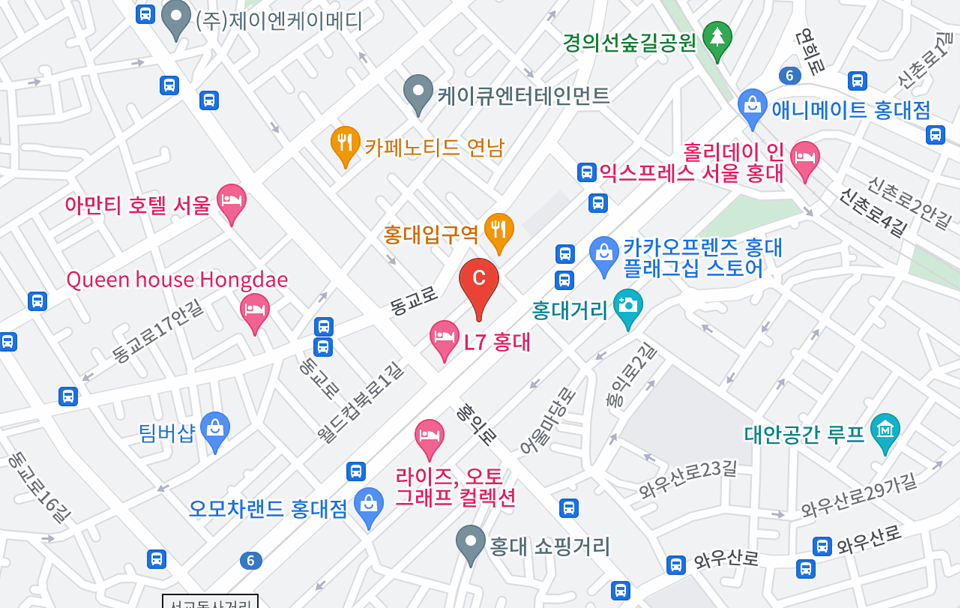 (주)제이엔케이메디
경의선숲길공원
연희로
신촌로1길
6
케이큐엔터테인먼트
애니메이트 홍대점
카페노티드 연남
홀리데이 인
익스프레스 서울 홍대
신촌로2안길
신촌로4길
아만티 호텔 서울
홍대입구역
카카오프렌즈 홍대
플래그십 스토어
Queen house Hongdae
C
동교로
홍대거리
동교로17안길
L7 홍대
동교로
월드컵북로1길
홍익로2길
어울마당로
홍익로
팀버샵
대안공간 루프
동교로16길
라이즈, 오토
그래프 컬렉션
와우산로23길
와우산로29가길
오모차랜드 홍대점
홍대 쇼핑거리
와우산로
와우산로
6
서교동사거리